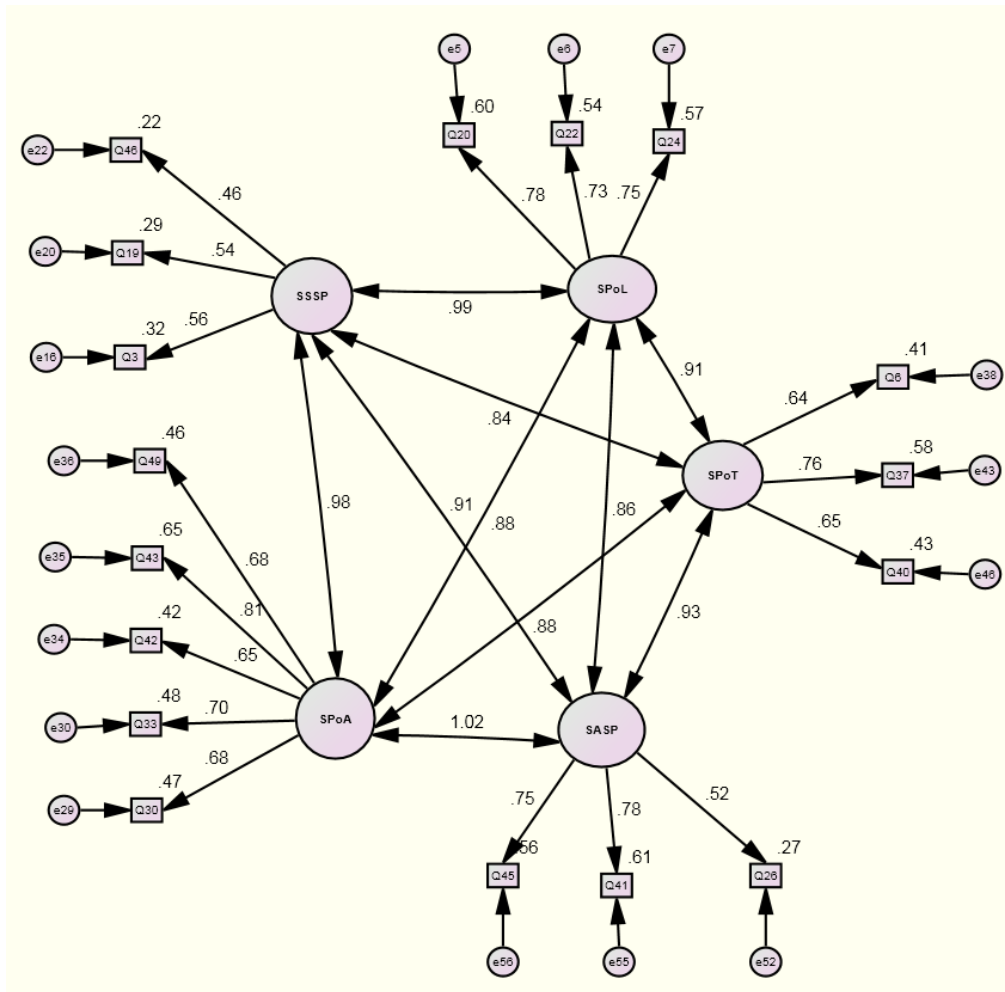 e5
e6
e7
.60
.54
.57
Q20
Q22
Q24
.22
e22
Q46
.46
.78
.73
.75
.29
e20
Q19
.54
SSSP
SPoL
.99
.32
.56
e16
Q3
.91
.41
Q6
e38
.64
.84
.46
e36
Q49
.58
.76
Q37
e43
SPoT
.98
.91
.88
.86
.65
.43
Q40
e46
.65
e35
Q43
.68
.81
.42
e34
Q42
.65
.88
.93
.48
e30
Q33
.70
SPoA
1.02
SASP
.68
.47
e29
Q30
.75
.78
.52
.56
.61
.27
Q45
Q41
Q26
e56
e55
e52